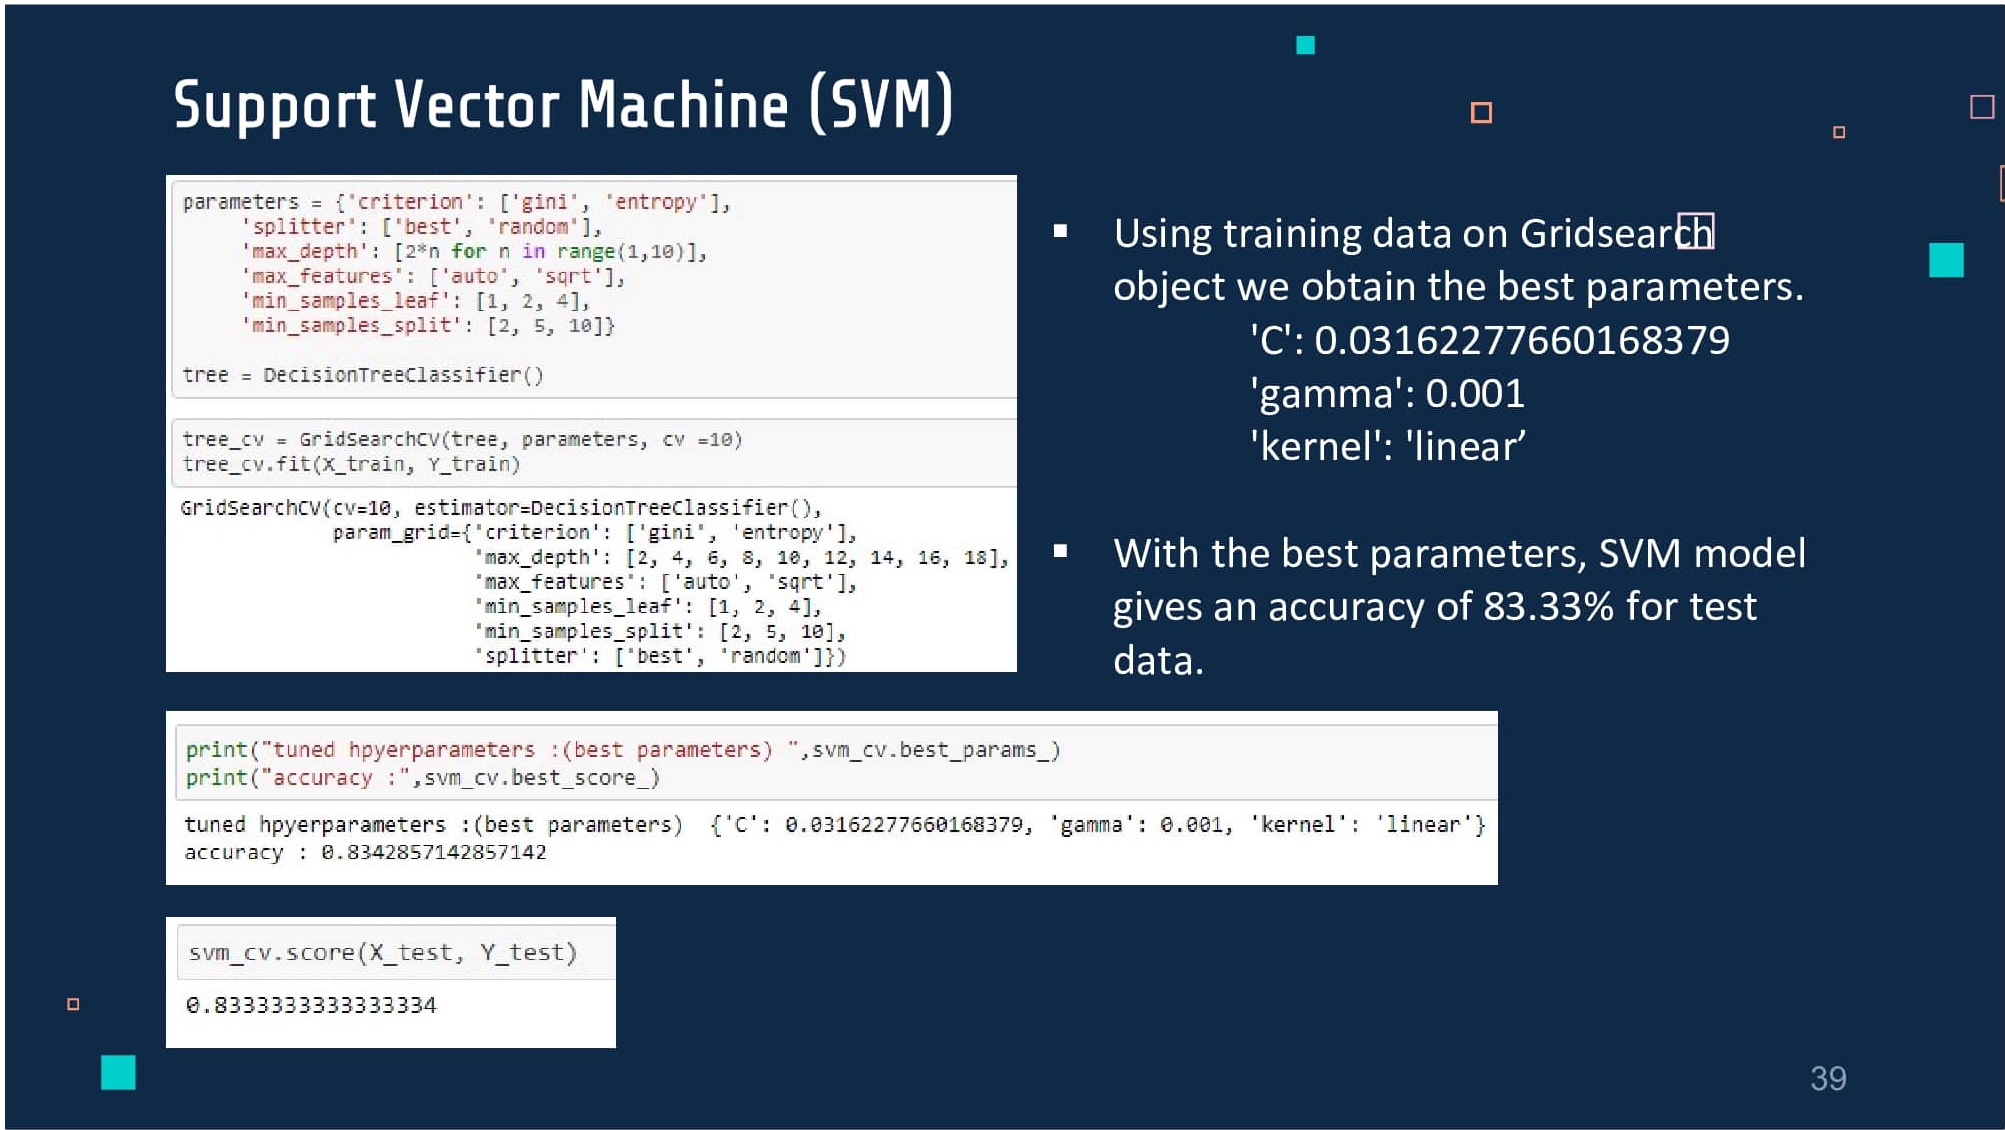 Support Vector Machine (SVM)
parameters = {'criterion': ['gini', 'entropy'],
'splitter': ['best', 'random'],
'max_depth': [2*n for n in range(1,10)],
'max_features': ['auto', 'sqrt'],
'min_samples_leaf': [1, 2, 4],
'min_samples_split': [2, 5, 10]}
tree = DecisionTreeClassifier()
tree_cv = GridSearchCV(tree, parameters, cv =10)
tree_cv.fit(X_train, Y_train)
GridSearchCV(cv=10, estimator=DecisionTreeClassifier(),
param_grid={'criterion': ['gini', 'entropy'],
'max_depth': [2, 4, 6, 8, 10, 12, 14, 16, 18],
'max_features': ['auto', 'sqrt'],
'min_samples_leaf': [1, 2, 4],
'min_samples_split': [2, 5, 10],
'splitter': ['best', 'random']})
▪ Using training data on Gridsearch
object we obtain the best parameters.
'C': 0.03162277660168379
'gamma': 0.001
'kernel': 'linear’
▪ With the best parameters, SVM model
gives an accuracy of 83.33% for test
data.
print("tuned hpyerparameters :(best parameters) ",svm_cv.best_params_)
print("accuracy :",svm_cv.best_score_)
tuned hpyerparameters :(best parameters)  {'C': 0.03162277660168379, 'gamma': 0.001, 'kernel': 'linear'}
accuracy : 0.8342857142857142
svm_cv.score(X_test, Y_test)
0.8333333333333334
39